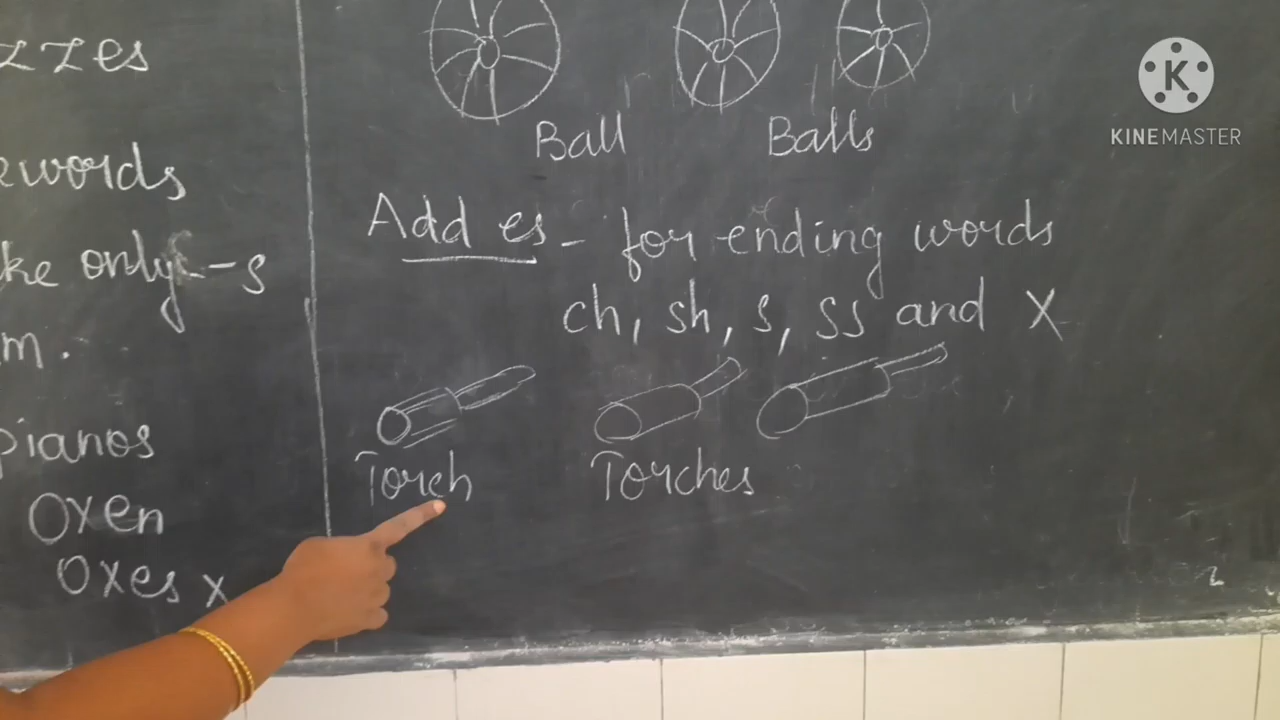 zzes
words
ke only -s
m.
pianos
Oxen
Oxes x
Ball Balls
Add es - for ending words
ch, sh, s, ss and x
Torch Torches
K
KINEMASTER